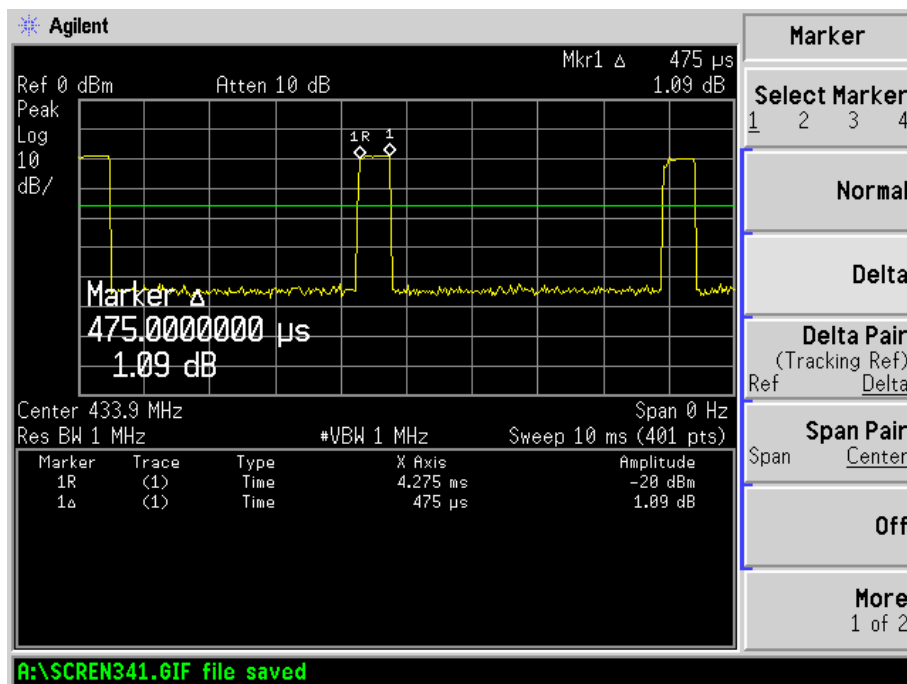 Agilent
Marker
Mkr1 Δ 475 µs
Ref 0 dBm Atten 10 dB 1.09 dB
Peak
Log
10
dB/
1R 1
Marker Δ
475.0000000 µs
1.09 dB
Center 433.9 MHz Span 0 Hz
Res BW 1 MHz #VBW 1 MHz Sweep 10 ms (401 pts)
Marker Trace Type X Axis Amplitude
1R (1) Time 4.275 ms -20 dBm
1Δ (1) Time 475 µs 1.09 dB
Select Marker
1 2 3 4
Normal
Delta
Delta Pair
(Tracking Ref)
Ref Delta
Span Pair
Span Center
Off
More
1 of 2
A:\SCREN341.GIF file saved